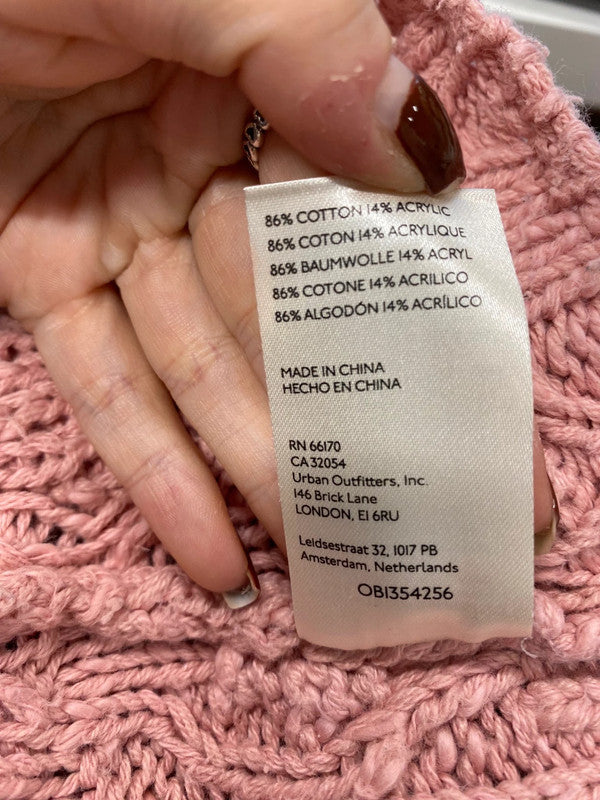 86% COTTON 14% ACRYLIC
86% COTON 14% ACRYLIQUE
86% BAUMWOLLE 14% ACRYL
86% COTONE 14% ACRILICO
86% ALGODÓN 14% ACRÍLICO
MADE IN CHINA
HECHO EN CHINA
RN 66170
CA 32054
Urban Outfitters, Inc.
146 Brick Lane
LONDON, E1 6RU
Leidsestraat 32, 1017 PB
Amsterdam, Netherlands
OB1354256